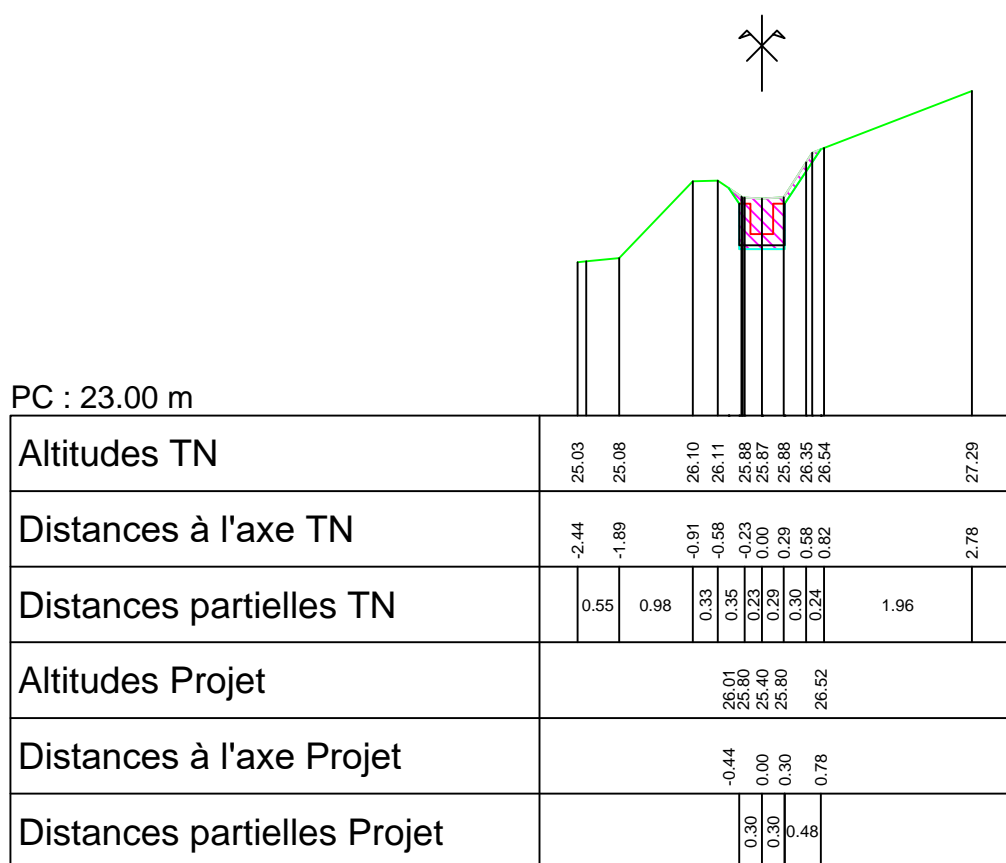 PC : 23.00 m
Altitudes TN
25.03 25.08 26.10 26.11 25.88 25.87 25.88 26.35 26.54 27.29
Distances à l'axe TN
-2.44 -1.89 -0.91 -0.58 -0.23 0.00 0.29 0.58 0.82 2.78
Distances partielles TN
0.55 0.98 0.33 0.35 0.23 0.29 0.30 0.24 1.96
Altitudes Projet
26.01 25.80 25.40 25.80 26.52
Distances à l'axe Projet
-0.44 0.00 0.30 0.78
Distances partielles Projet
0.30 0.30 0.48